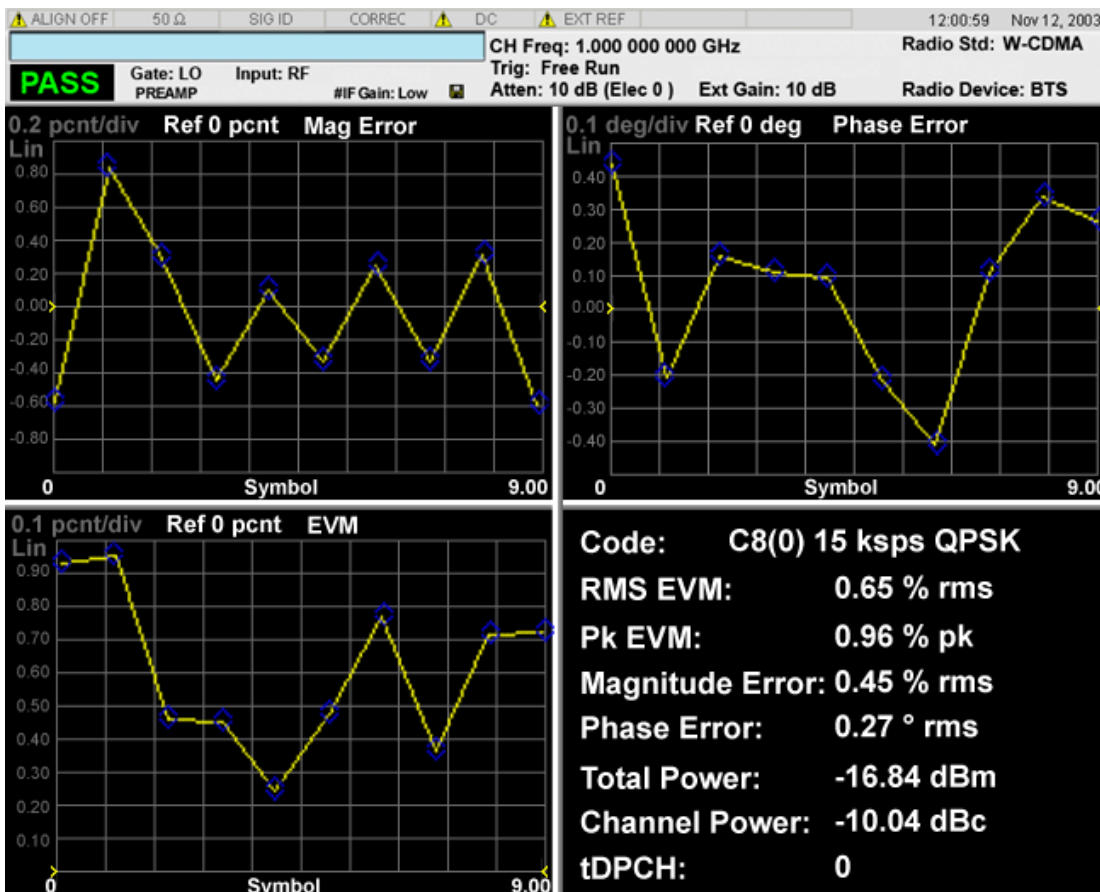 ALIGN OFF 50 Ω SIG ID CORREC DC EXT REF 12:00:59 Nov 12, 2003
CH Freq: 1.000 000 000 GHz Radio Std: W-CDMA
PASS Gate: LO Input: RF Trig: Free Run
PREAMP #IF Gain: Low Atten: 10 dB (Elec 0 ) Ext Gain: 10 dB Radio Device: BTS
0.2 pcnt/div Ref 0 pcnt Mag Error
Lin
0.80
0.60
0.40
0.20
0.00
-0.20
-0.40
-0.60
-0.80
0 Symbol 9.00
0.1 deg/div Ref 0 deg Phase Error
Lin
0.40
0.30
0.20
0.10
0.00
-0.10
-0.20
-0.30
-0.40
0 Symbol 9.00
0.1 pcnt/div Ref 0 pcnt EVM
Lin
0.90
0.80
0.70
0.60
0.50
0.40
0.30
0.20
0.10
0 Symbol 9.00
Code: C8(0) 15 ksps QPSK
RMS EVM: 0.65 % rms
Pk EVM: 0.96 % pk
Magnitude Error: 0.45 % rms
Phase Error: 0.27 ° rms
Total Power: -16.84 dBm
Channel Power: -10.04 dBc
tDPCH: 0